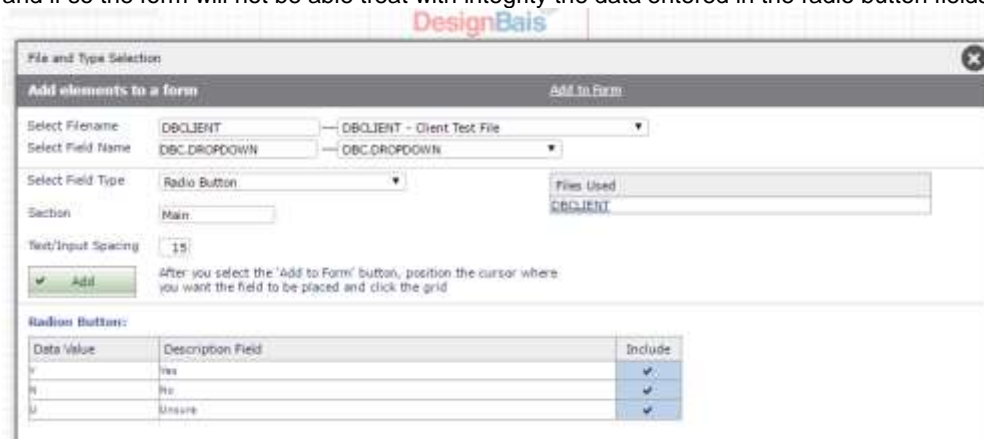 and if so the form will not be able treat with integrity the data entered in the radio button fields
DesignBais
File and Type Selection
Add elements to a form Add to Form
Select Filename DBCLIENT DBCLIENT - Client Test File
Select Field Name DBC.DROPDOWN DBC.DROPDOWN
Select Field Type Radio Button Files Used
DBCLIENT
Section Main
Text/Input Spacing 15
Add After you select the 'Add to Form' button, position the cursor where
you want the field to be placed and click the grid
Radion Button:
Data Value Description Field Include
Y Yes
N No
U Unsure